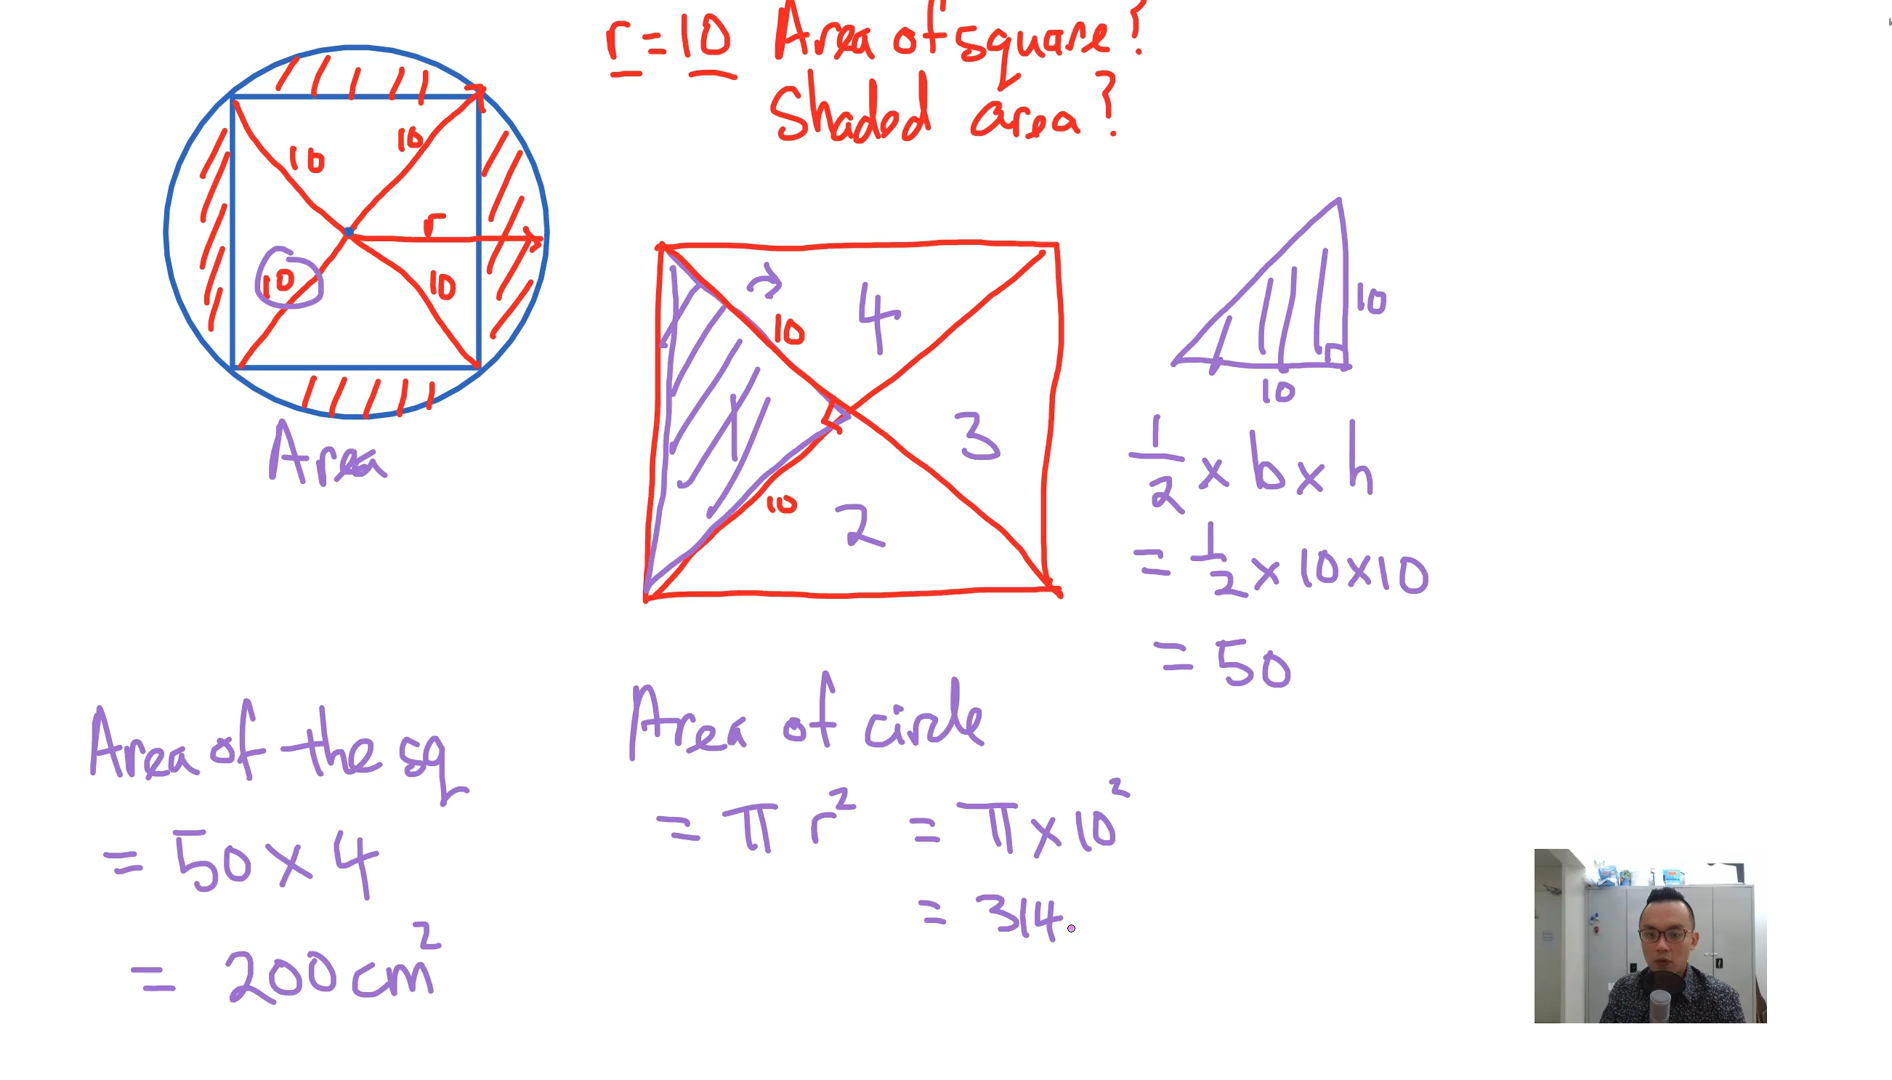 r = 10 Area of square?
Shaded area?
10
10
r
10
10
Area
10
4
1
3
10
2
10
10
1/2 × b × h
= 1/2 × 10 × 10
= 50
Area of the sq
= 50 × 4
= 200 cm²
Area of circle
= π r² = π × 10²
= 314.